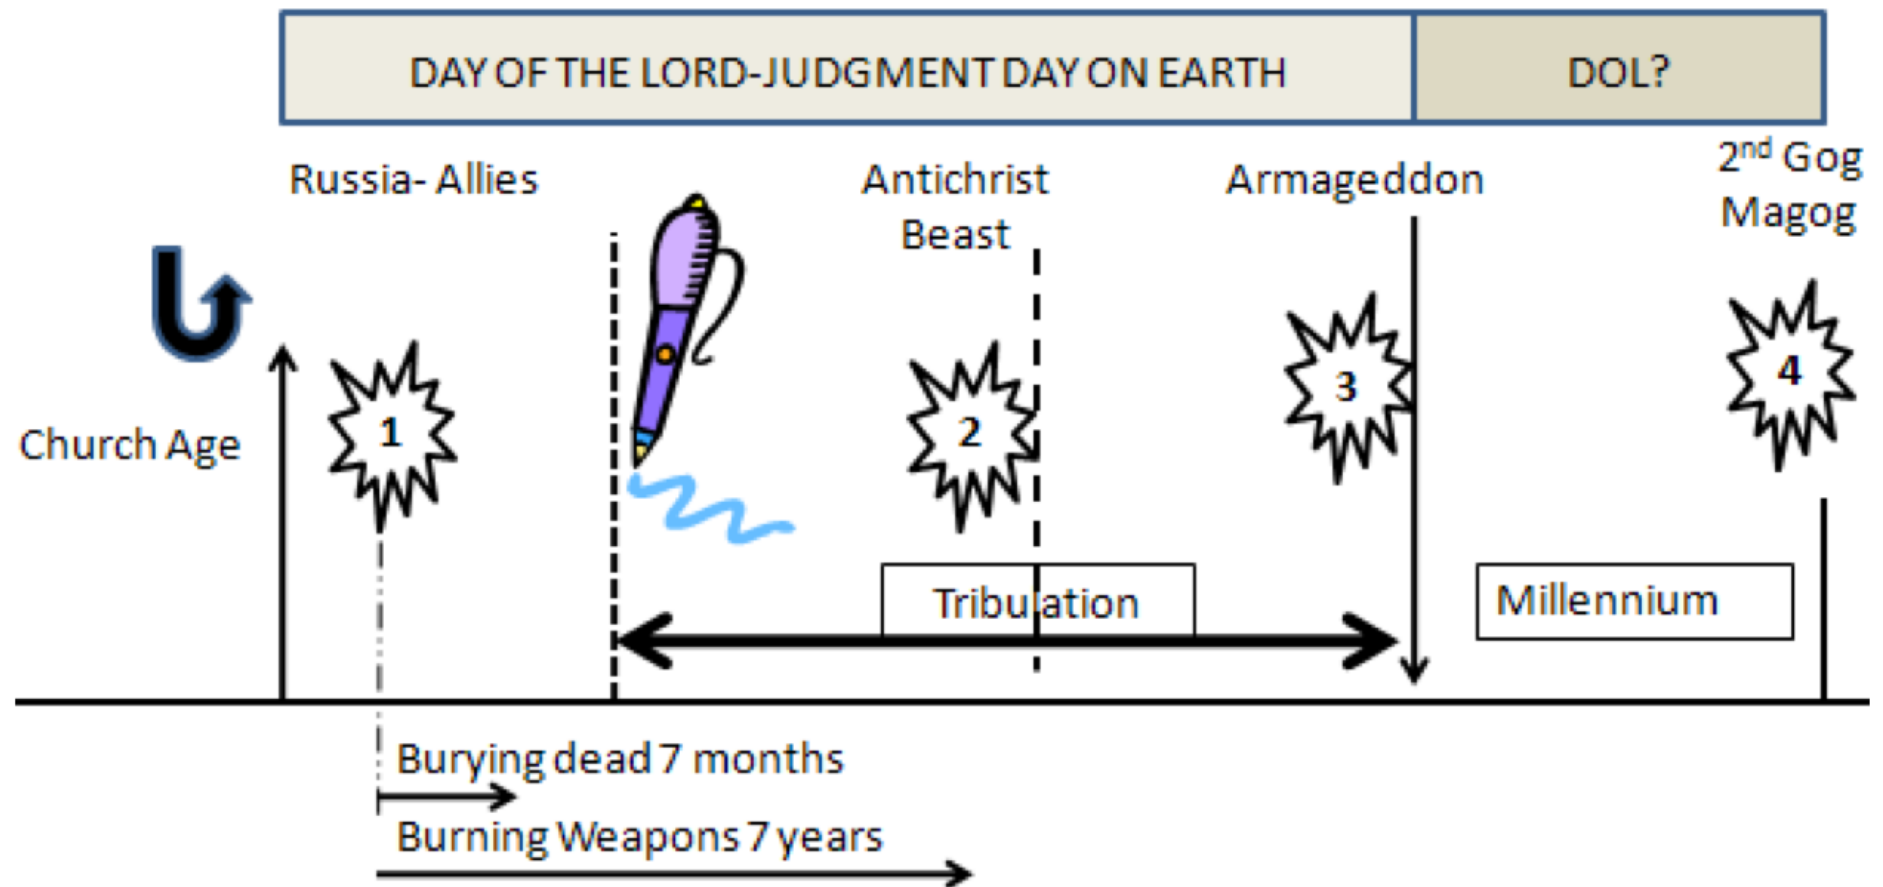 DAY OF THE LORD-JUDGMENT DAY ON EARTH
DOL?
Russia- Allies
Antichrist
Beast
Armageddon
2nd Gog
Magog
Church Age
1
2
3
4
Tribulation
Millennium
Burying dead 7 months
Burning Weapons 7 years